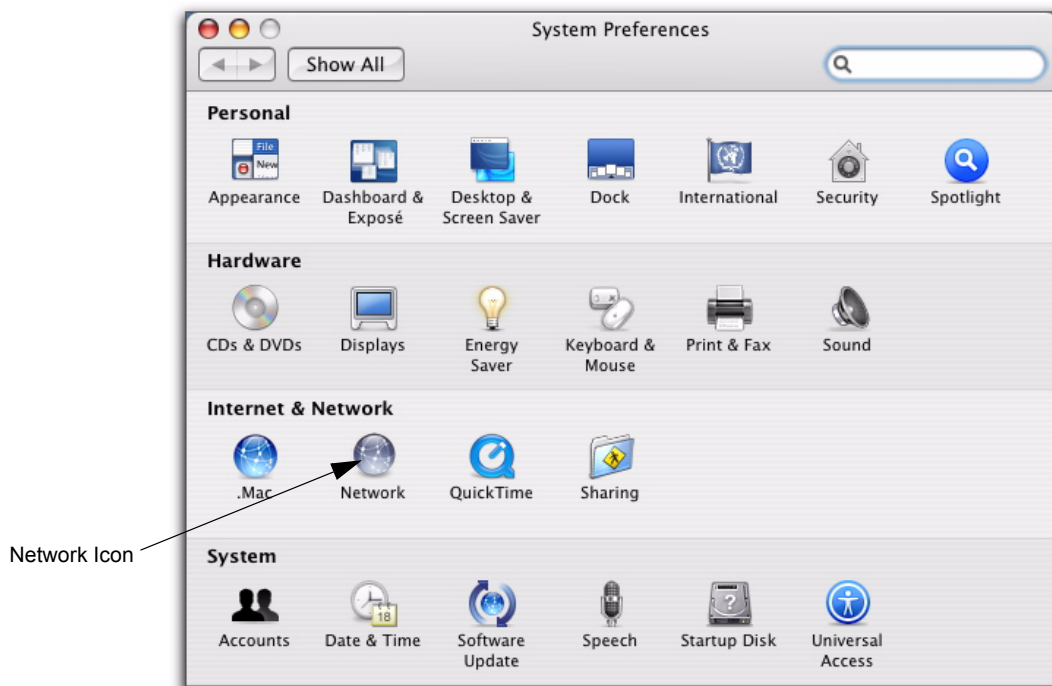 System Preferences
Show All
Personal
File
New
Appearance
Dashboard & Exposé
Desktop & Screen Saver
Dock
International
Security
Spotlight
Hardware
CDs & DVDs
Displays
Energy Saver
Keyboard & Mouse
Print & Fax
Sound
Internet & Network
.Mac
Network
QuickTime
Sharing
Network Icon
System
18
Accounts
Date & Time
Software Update
Speech
?
Startup Disk
Universal Access